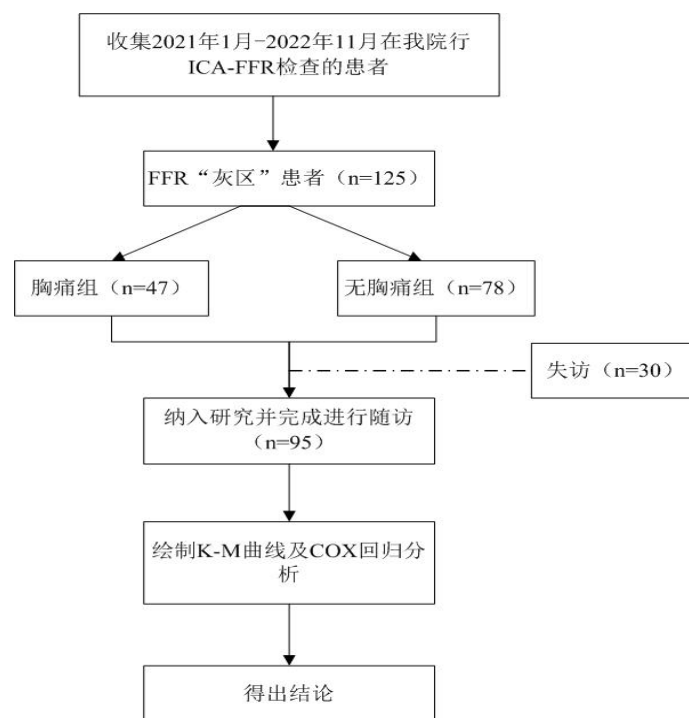 收集2021年1月-2022年11月在我院行
ICA-FFR检查的患者
FFR“灰区”患者（n=125）
胸痛组（n=47）
无胸痛组（n=78）
失访（n=30）
纳入研究并完成进行随访
（n=95）
绘制K-M曲线及COX回归分
析
得出结论